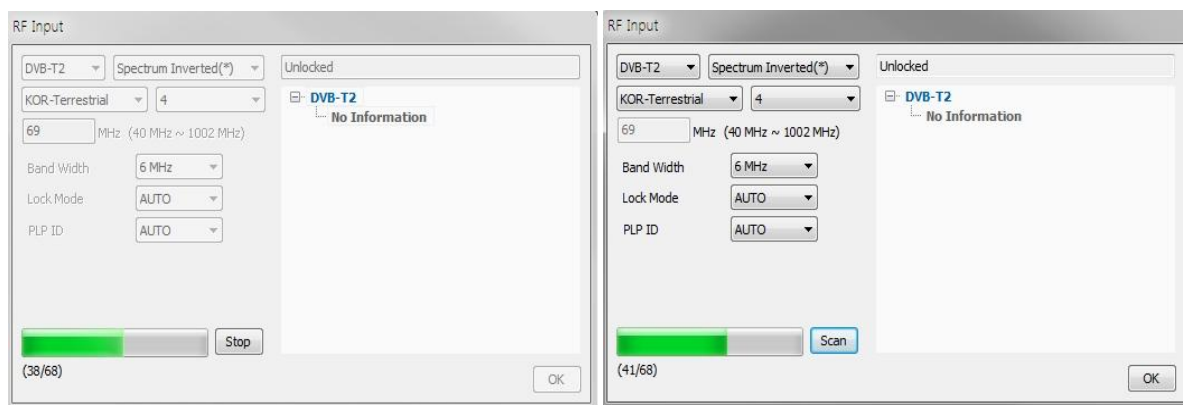 RF Input
DVB-T2 Spectrum Inverted(*) Unlocked
KOR-Terrestrial 4
DVB-T2
No Information
69 MHz (40 MHz ~ 1002 MHz)
Band Width 6 MHz
Lock Mode AUTO
PLP ID AUTO
Stop
(38/68)
OK
RF Input
DVB-T2 Spectrum Inverted(*) Unlocked
KOR-Terrestrial 4
DVB-T2
No Information
69 MHz (40 MHz ~ 1002 MHz)
Band Width 6 MHz
Lock Mode AUTO
PLP ID AUTO
Scan
(41/68)
OK